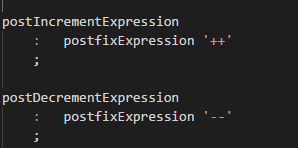 postIncrementExpression
    :   postfixExpression '++'
    ;
postDecrementExpression
    :   postfixExpression '--'
    ;